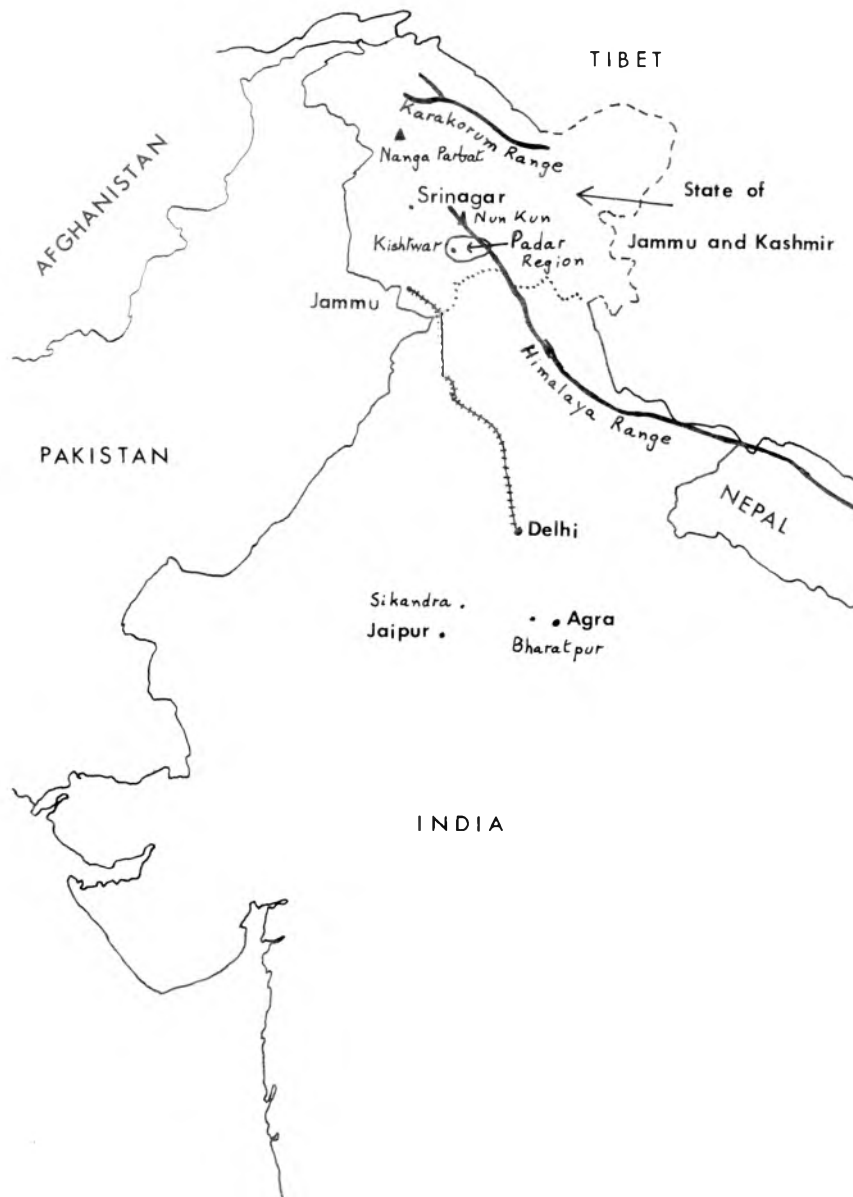 TIBET
Karakorum Range
AFGHANISTAN
Nanga Parbat
Srinagar
State of
Nun Kun
Jammu and Kashmir
Kishtwar
Padar
Region
Jammu
Himalaya Range
PAKISTAN
NEPAL
Delhi
Sikandra
Agra
Jaipur
Bharatpur
INDIA